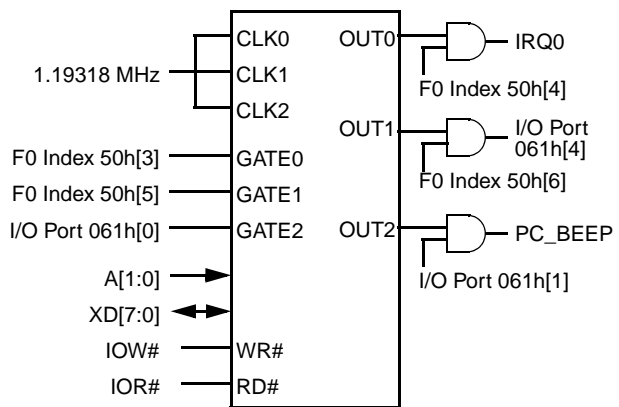 CLK0 OUT0 IRQ0
1.19318 MHz CLK1
F0 Index 50h[4]
CLK2
OUT1 I/O Port
061h[4]
F0 Index 50h[3] GATE0
F0 Index 50h[6]
F0 Index 50h[5] GATE1
I/O Port 061h[0] GATE2 OUT2 PC_BEEP
A[1:0] I/O Port 061h[1]
XD[7:0]
IOW# WR#
IOR# RD#